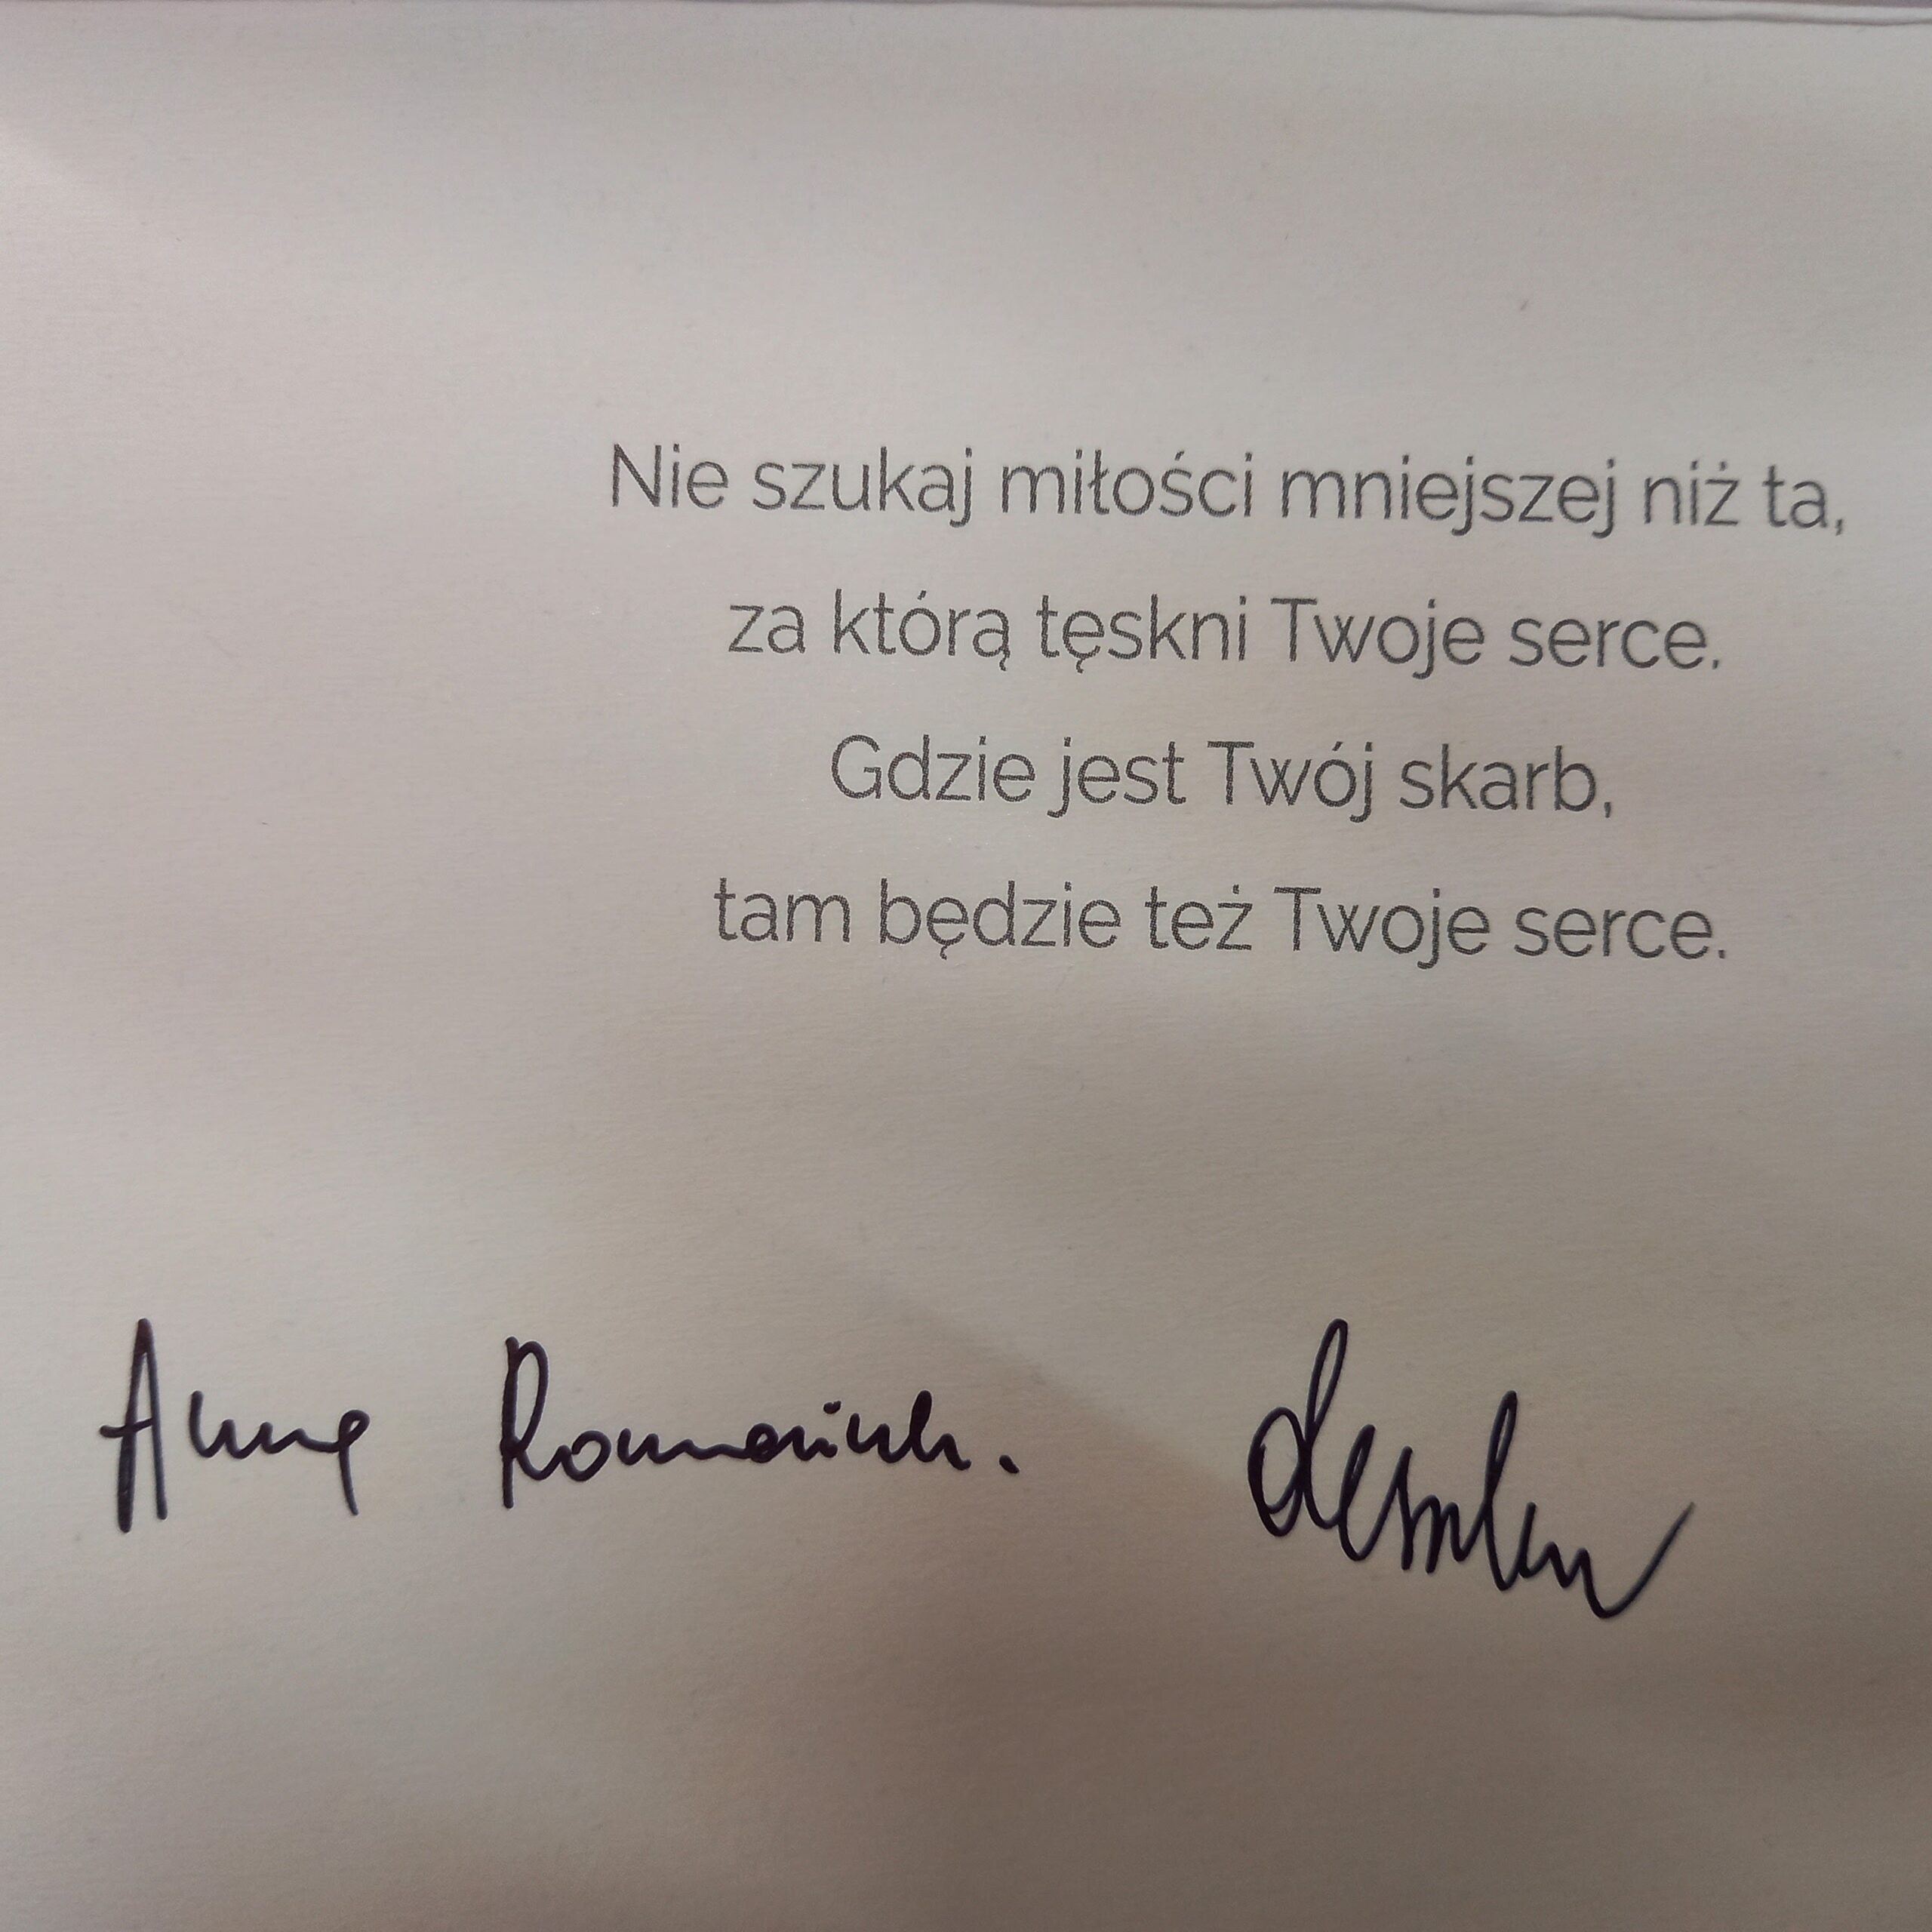 Nie szukaj miłości mniejszej niż ta,
za którą tęskni Twoje serce.
Gdzie jest Twój skarb,
tam będzie też Twoje serce.
Anna